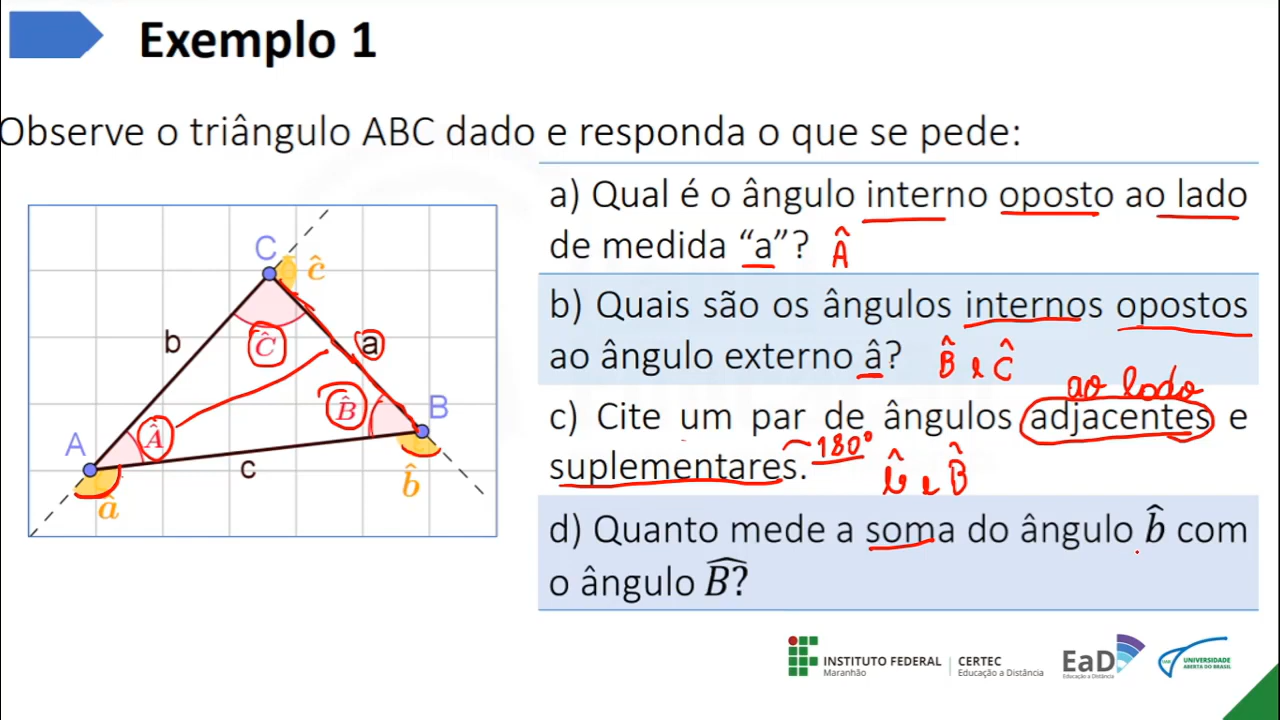 Exemplo 1
Observe o triângulo ABC dado e responda o que se pede:
a) Qual é o ângulo interno oposto ao lado
de medida “a”? Â
b) Quais são os ângulos internos opostos
ao ângulo externo â? B̂ e Ĉ
ao lado
c) Cite um par de ângulos adjacentes e
180°
suplementares. b̂ e B̂
d) Quanto mede a soma do ângulo b̂ com
o ângulo B̂?
C
ĉ
b
Ĉ
a
B̂
B
A
Â
c
â
b̂
INSTITUTO FEDERAL
Maranhão
CERTEC
Educação a Distância
EaD
Educação a Distância
UNIVERSIDADE
ABERTA DO BRASIL